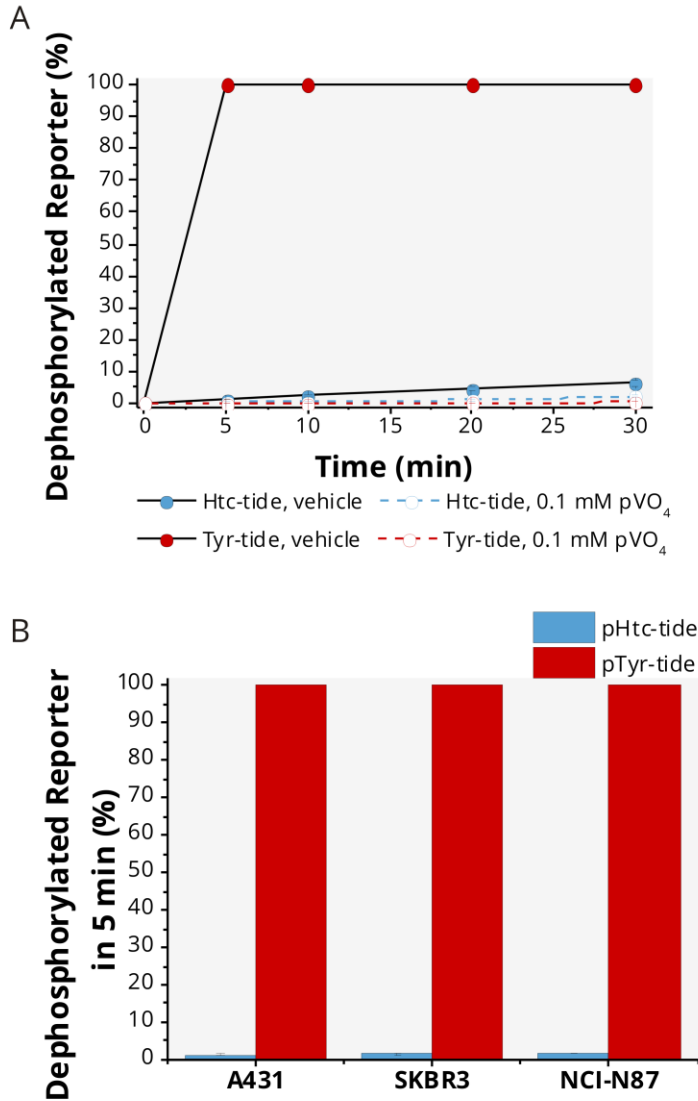 A
Dephosphorylated Reporter (%)
100
90
80
70
60
50
40
30
20
10
0
0 5 10 15 20 25 30
Time (min)
Htc-tide, vehicle Htc-tide, 0.1 mM pVO₄
Tyr-tide, vehicle Tyr-tide, 0.1 mM pVO₄
B
pHtc-tide
pTyr-tide
Dephosphorylated Reporter
in 5 min (%)
100
90
80
70
60
50
40
30
20
10
0
A431 SKBR3 NCI-N87